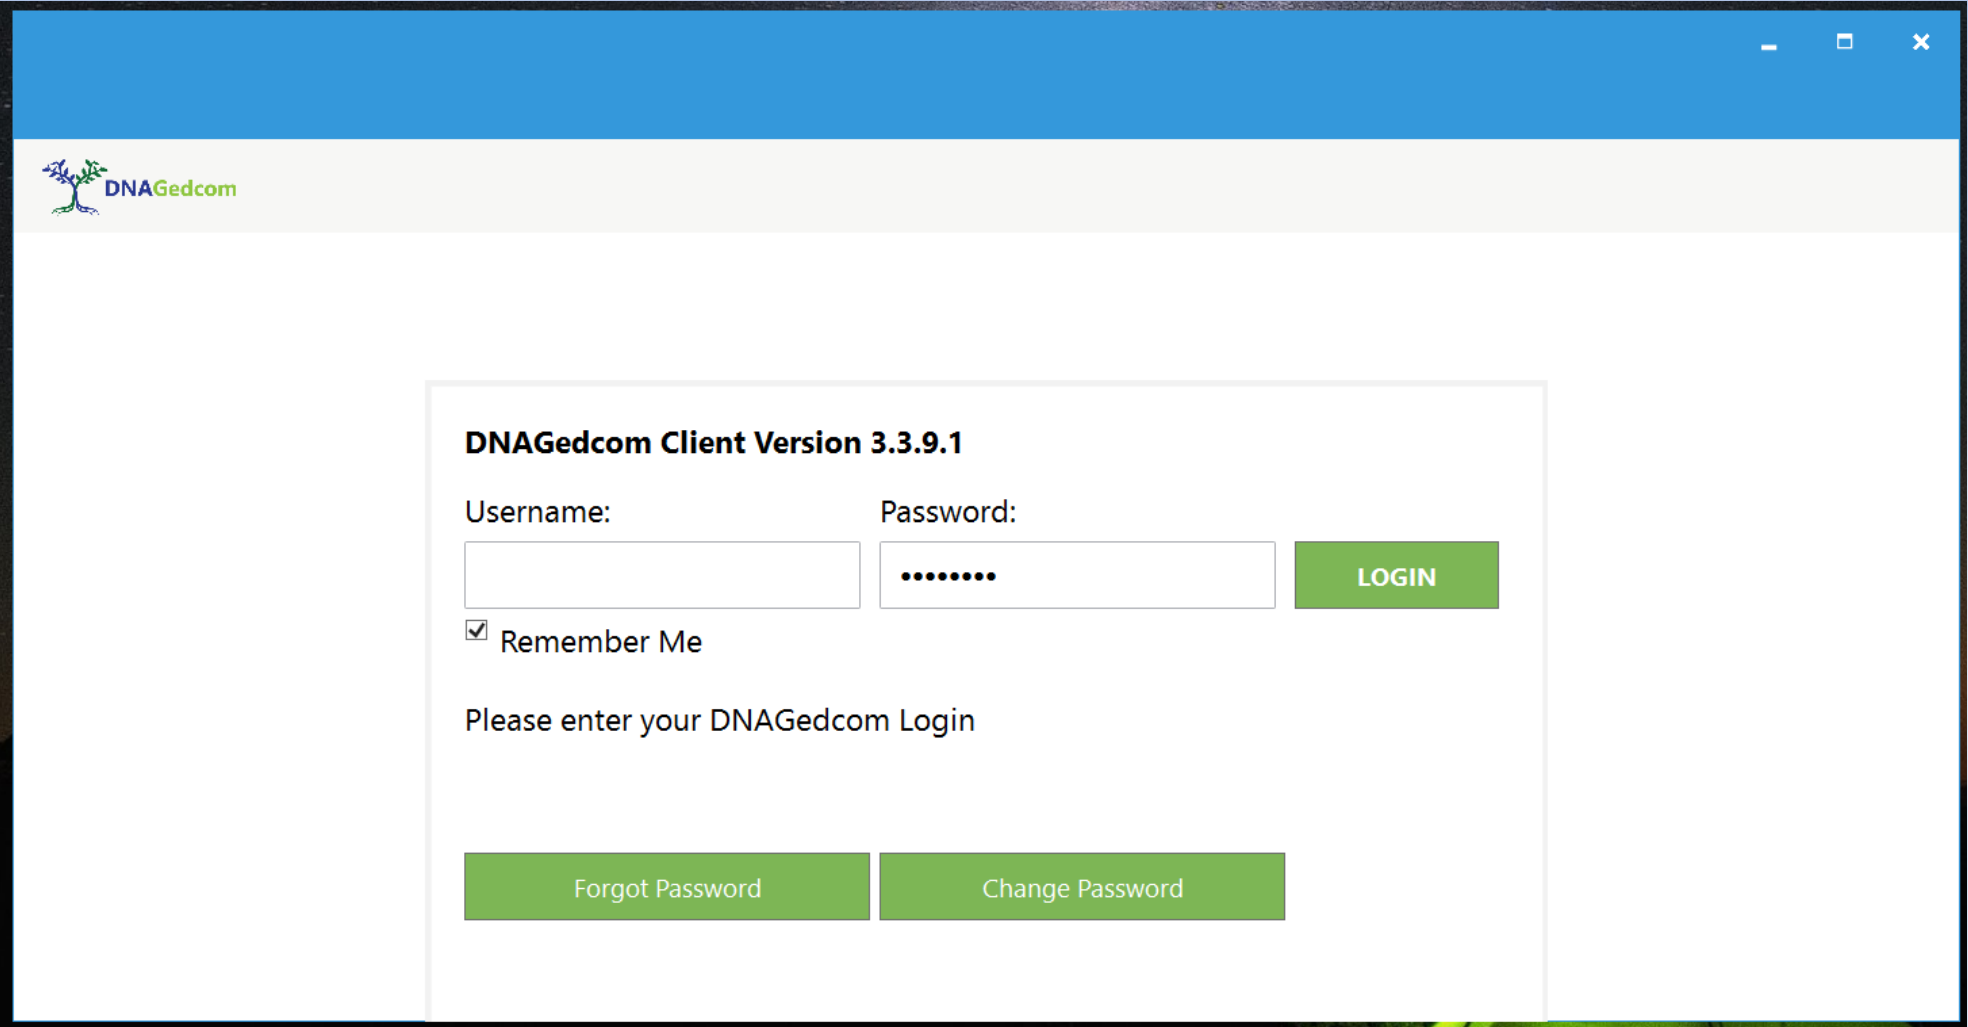 DNAGedcom
DNAGedcom Client Version 3.3.9.1
Username: Password:
•••••••• LOGIN
Remember Me
Please enter your DNAGedcom Login
Forgot Password Change Password